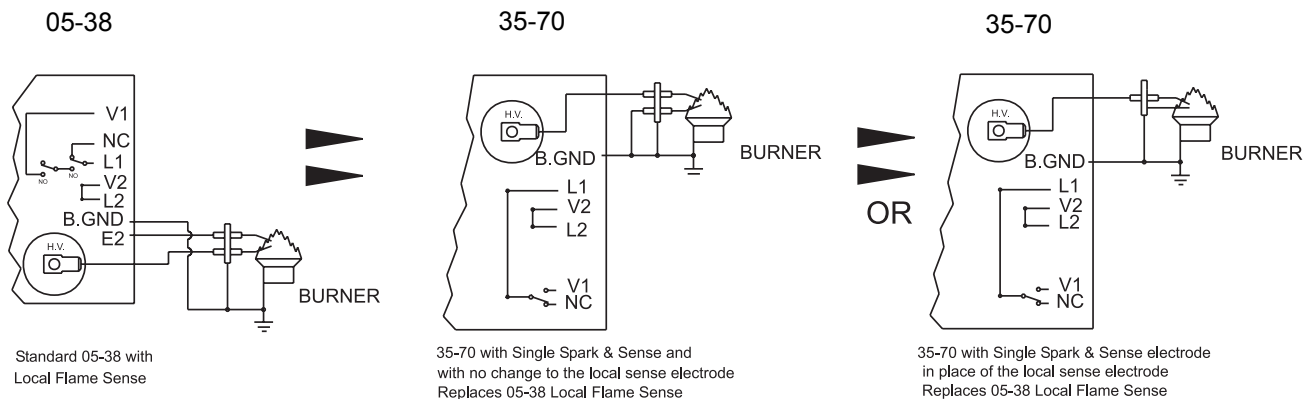 05-38
V1
NC
L1
NO
NO
V2
L2
B.GND
E2
H.V.
BURNER
Standard 05-38 with
Local Flame Sense
35-70
H.V.
B.GND
BURNER
L1
V2
L2
V1
NC
35-70 with Single Spark & Sense and
with no change to the local sense electrode
Replaces 05-38 Local Flame Sense
OR
35-70
H.V.
B.GND
BURNER
L1
V2
L2
V1
NC
35-70 with Single Spark & Sense electrode
in place of the local sense electrode
Replaces 05-38 Local Flame Sense